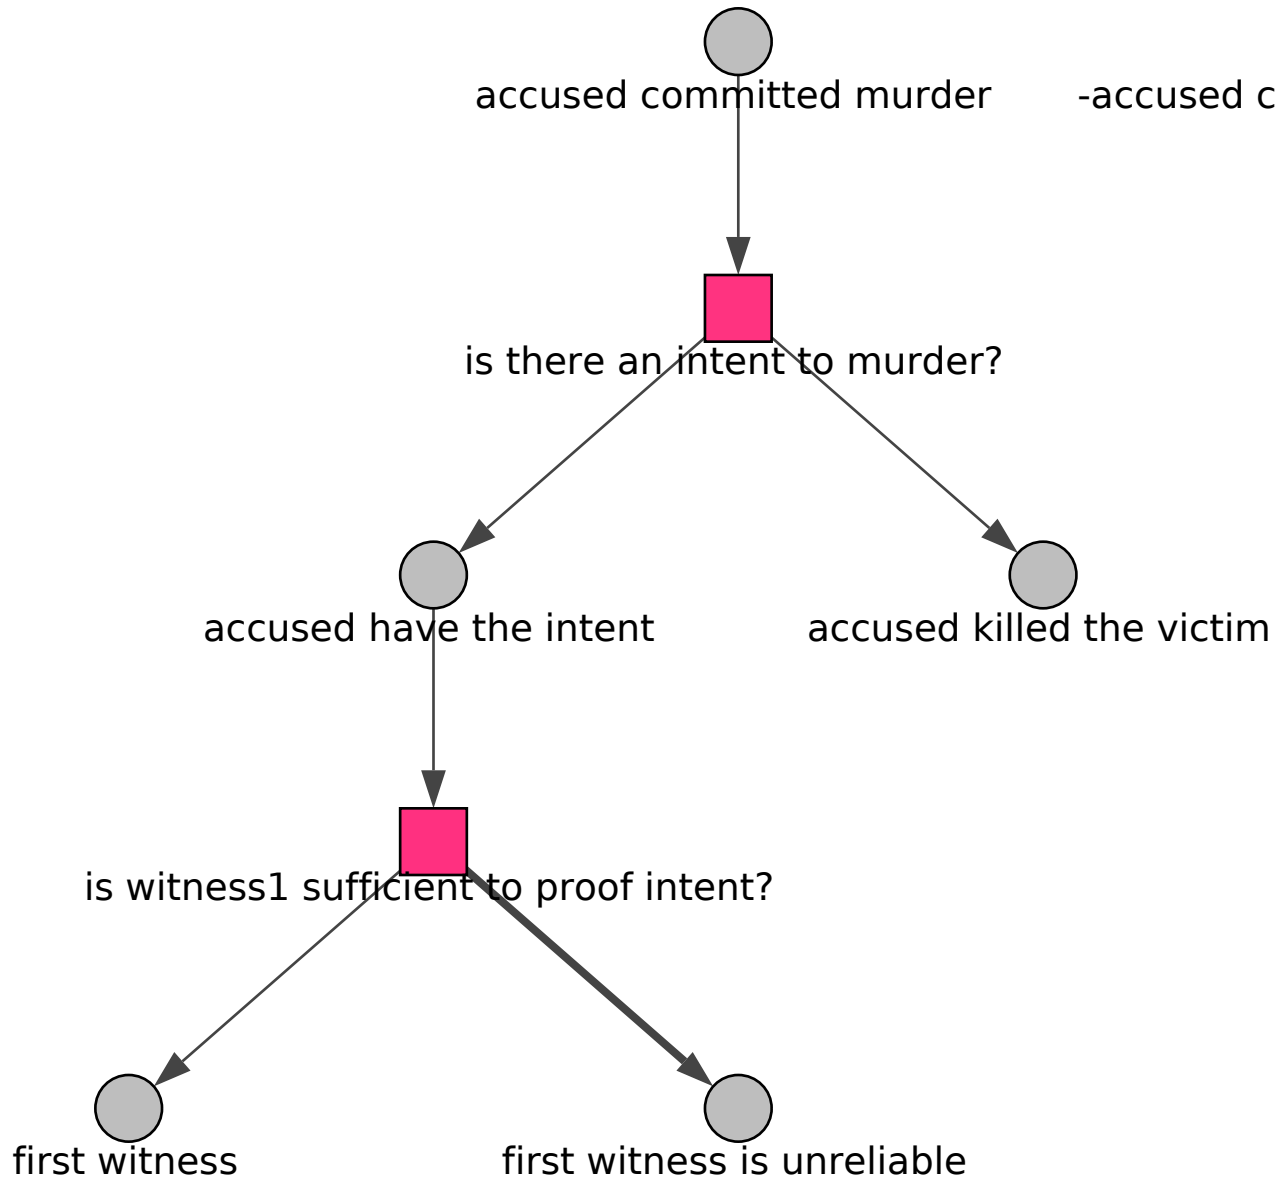 accused committed murder
-accused c
is there an intent to murder?
accused have the intent
accused killed the victim
is witness1 sufficient to proof intent?
first witness
first witness is unreliable